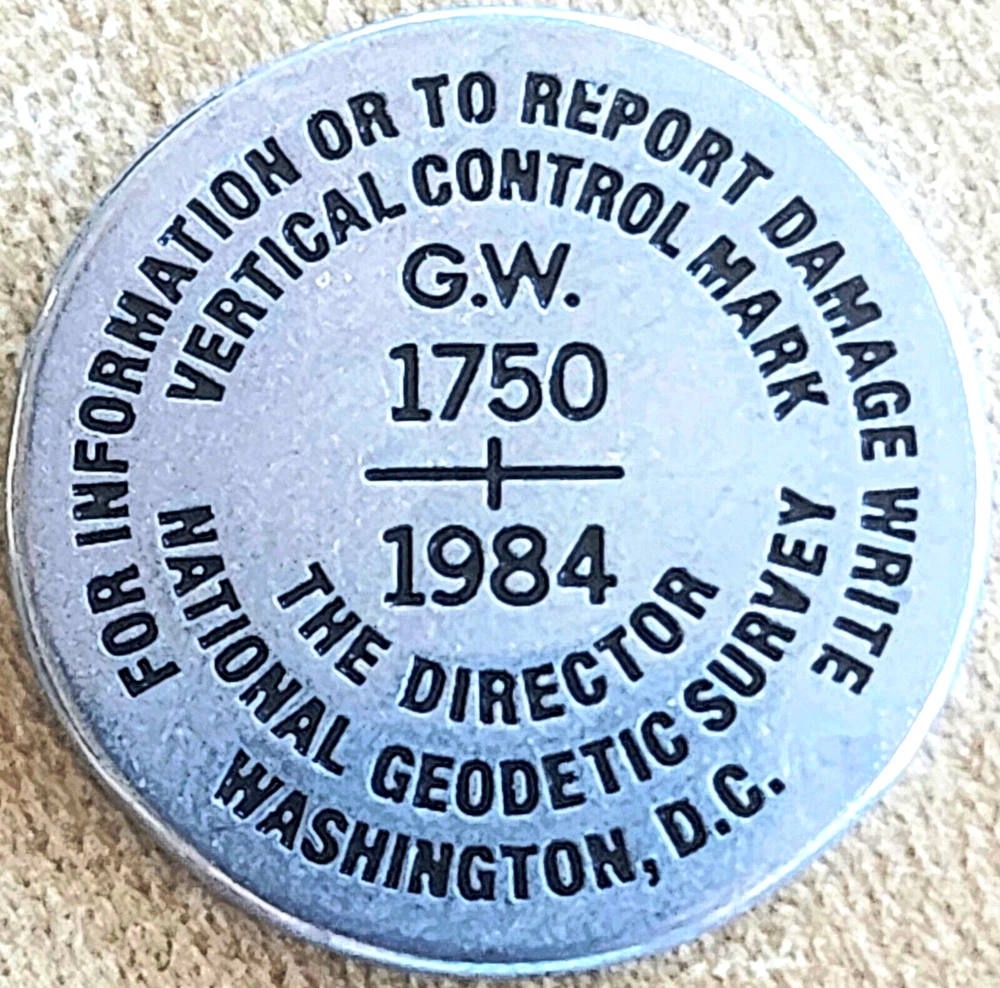 FOR INFORMATION OR TO REPORT DAMAGE WRITE
VERTICAL CONTROL MARK
G.W.
1750
1984
THE DIRECTOR
NATIONAL GEODETIC SURVEY
WASHINGTON, D.C.